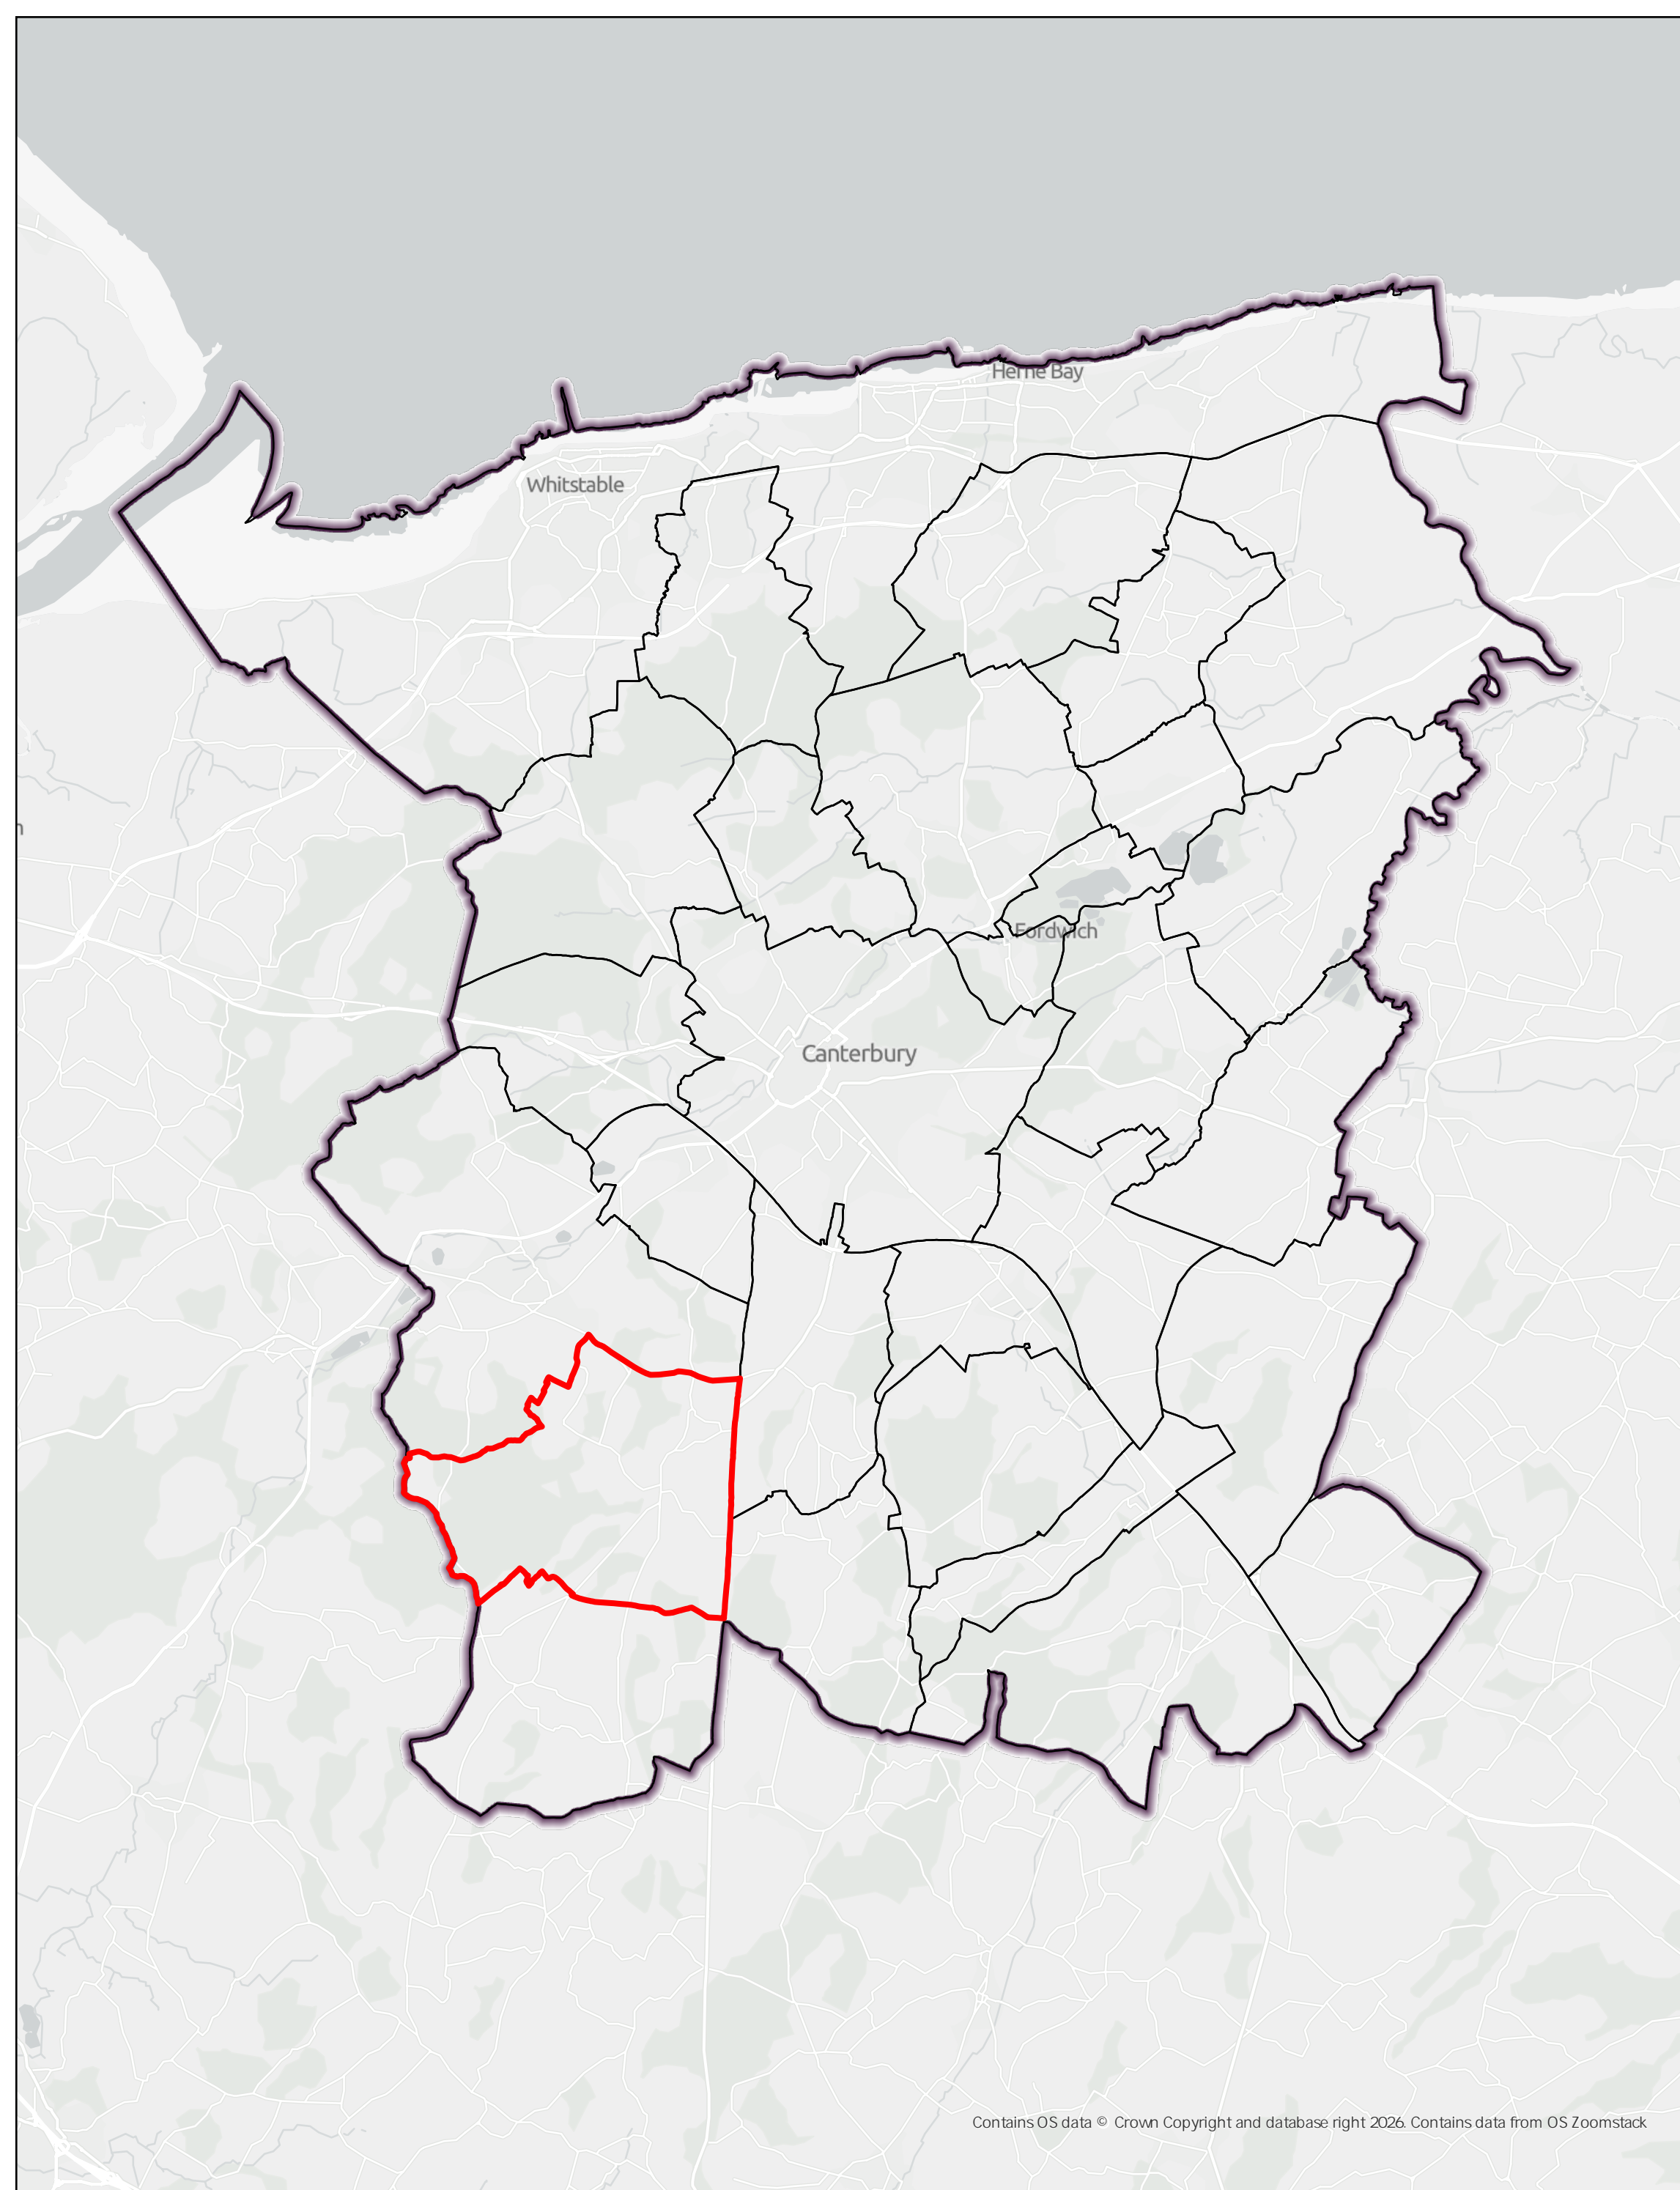 Herne Bay
Whitstable
Fordwich
Canterbury
Contains OS data © Crown Copyright and database right 2026. Contains data from OS Zoomstack